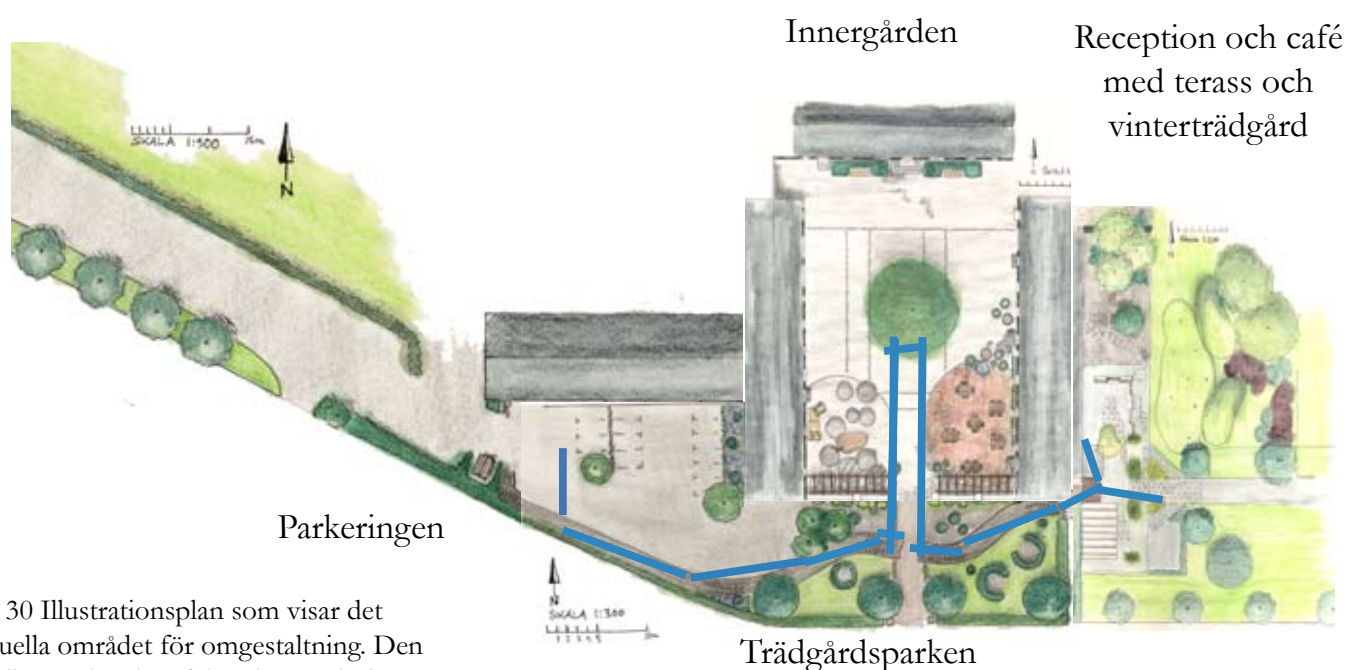 Innergården
Reception och café
med terass och
vinterträdgård
SKALA 1:500
N
Parkeringen
N
SKALA 1:300
30 Illustrationsplan som visar det
uella området för omgestaltning. Den
Trädgårdsparken